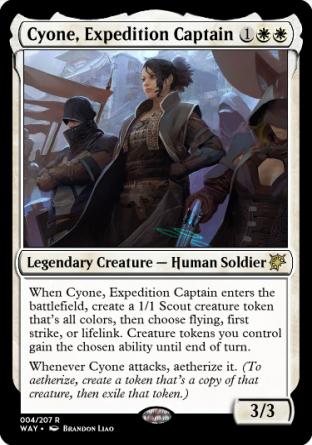 Cyone, Expedition Captain 1
Legendary Creature — Human Soldier
When Cyone, Expedition Captain enters the
battlefield, create a 1/1 Scout creature token
that's all colors, then choose flying, first
strike, or lifelink. Creature tokens you control
gain the chosen ability until end of turn.
Whenever Cyone attacks, aetherize it. (To
aetherize, create a token that's a copy of that
creature, then exile that token.)
3/3
004/207 R
WAY • BRANDON LIAO